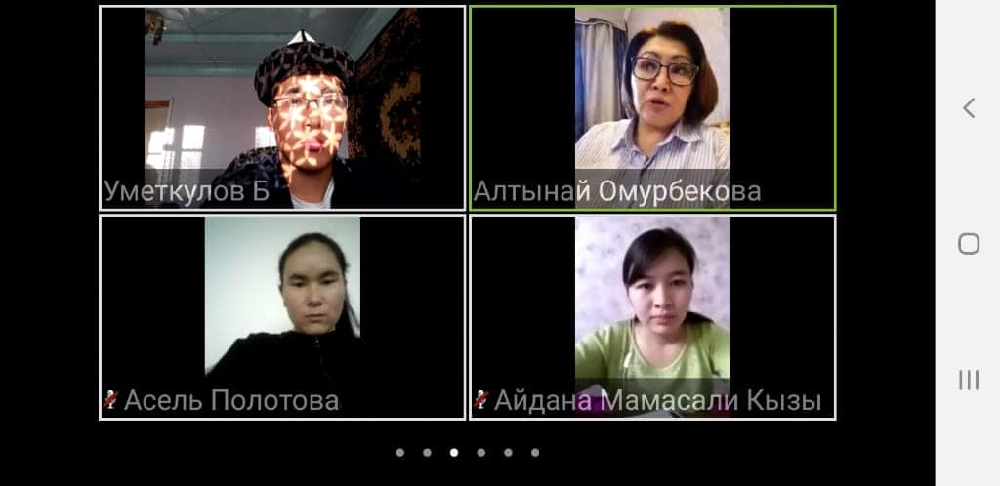 Уметкулов Б
Алтынай Омурбекова
Асель Полотова
Айдана Мамасали Кызы